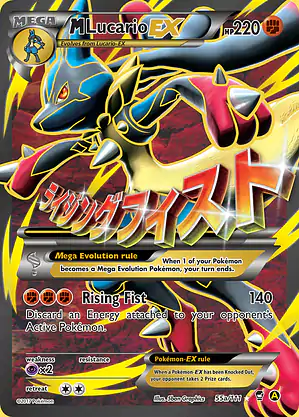 MEGA
M Lucario EX
HP 220
Evolves from Lucario-EX
ライジングフィスト
Mega Evolution rule
When 1 of your Pokémon
becomes a Mega Evolution Pokémon, your turn ends.
Rising Fist 140
Discard an Energy attached to your opponent's
Active Pokémon.
weakness resistance
×2
retreat
Pokémon-EX rule
When a Pokémon-EX has been Knocked Out,
your opponent takes 2 Prize cards.
©2017 Pokémon
Illus. 5ban Graphics
55a/111
A